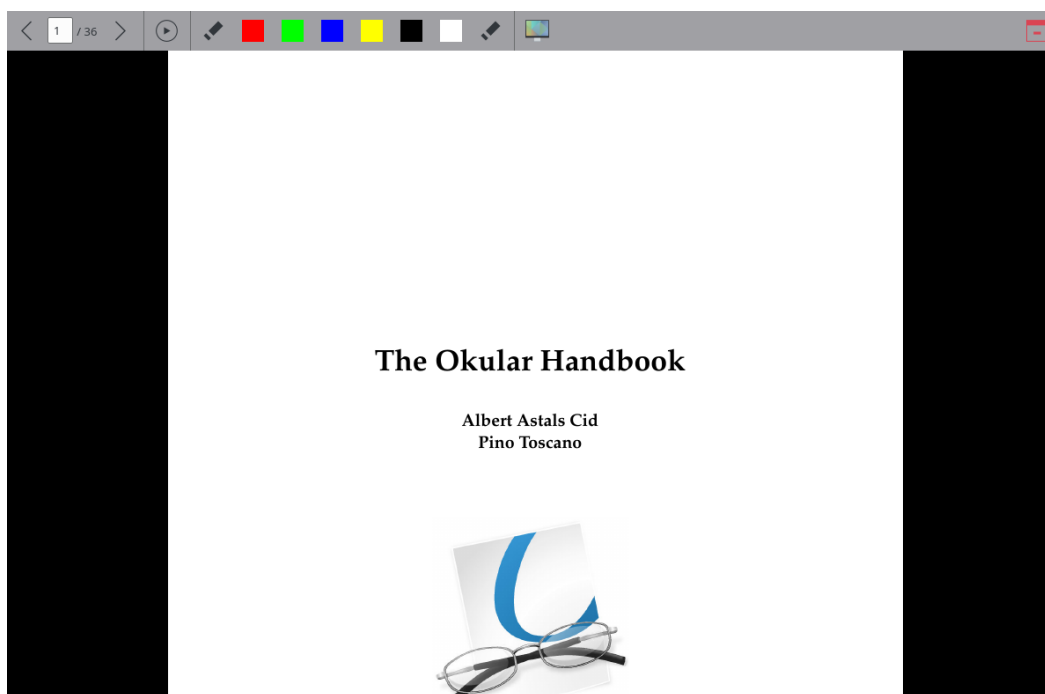 1 / 36
The Okular Handbook
Albert Astals Cid
Pino Toscano